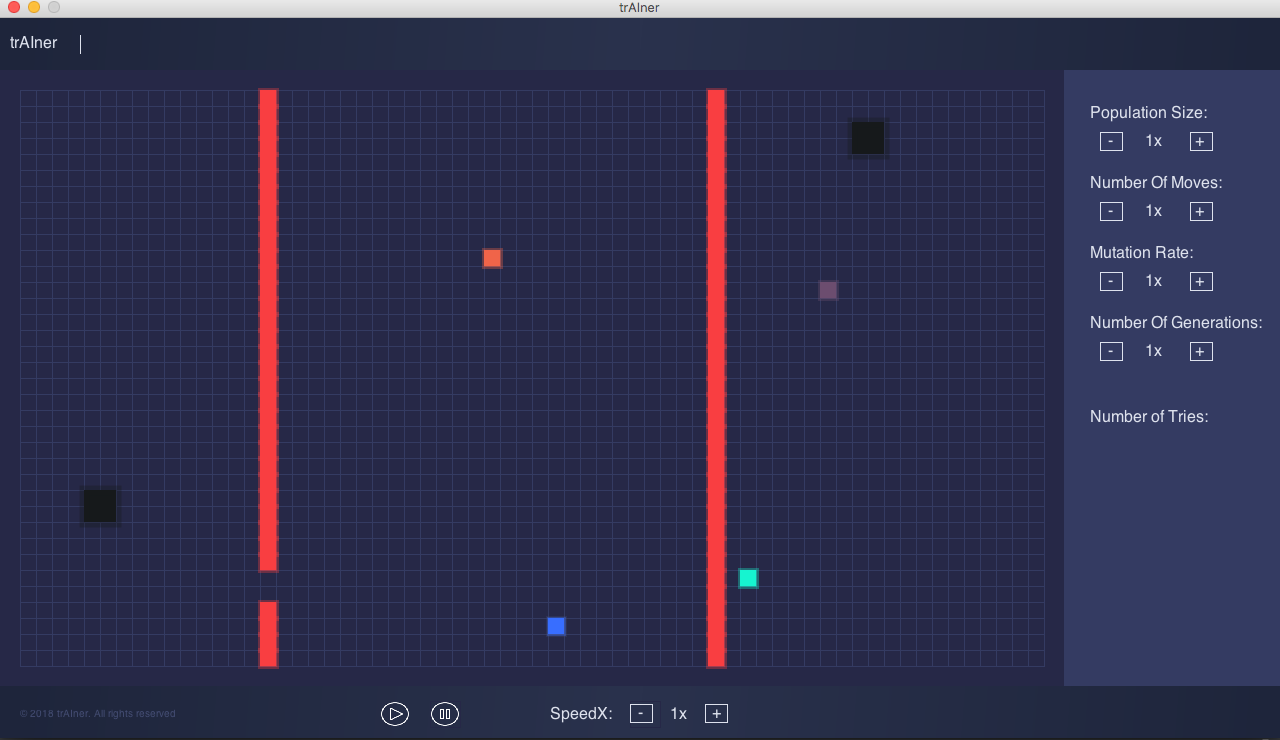 trAIner
trAIner
Population Size:
- 1x +
Number Of Moves:
- 1x +
Mutation Rate:
- 1x +
Number Of Generations:
- 1x +
Number of Tries:
© 2018 trAIner. All rights reserved
SpeedX: - 1x +